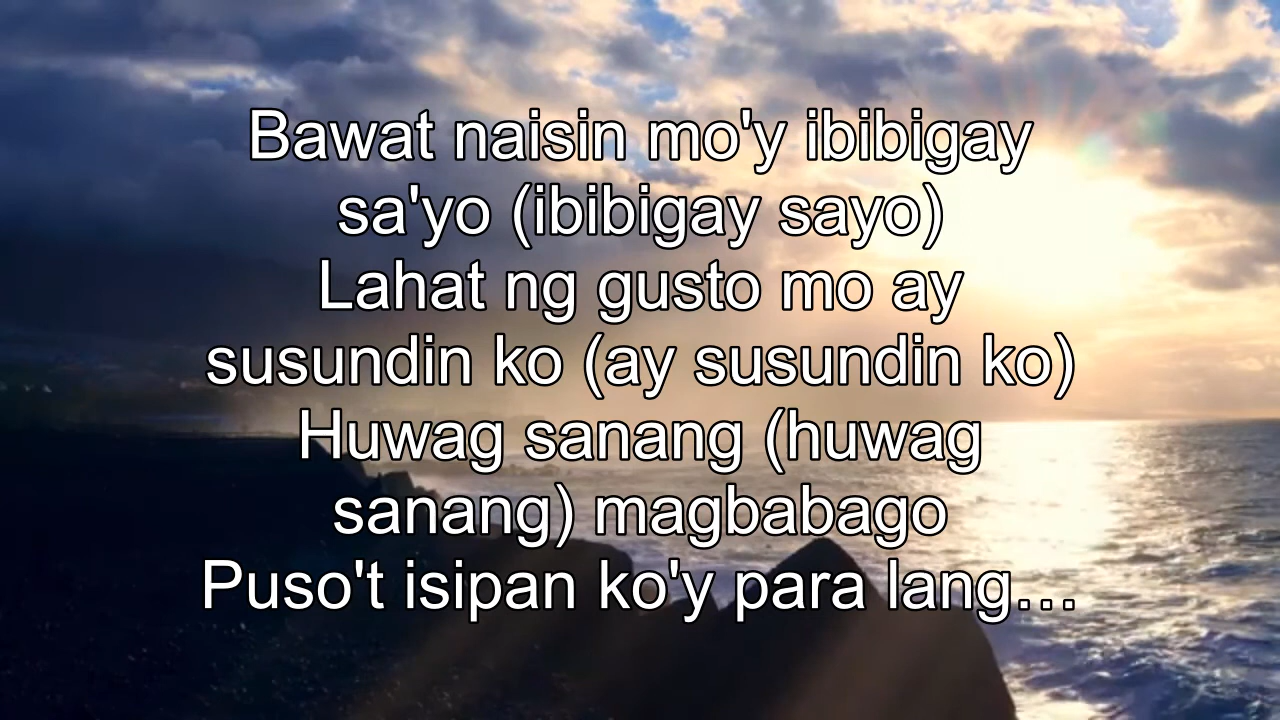 Bawat naisin mo'y ibibigay
sa'yo (ibibigay sayo)
Lahat ng gusto mo ay
susundin ko (ay susundin ko)
Huwag sanang (huwag
sanang) magbabago
Puso't isipan ko'y para lang…